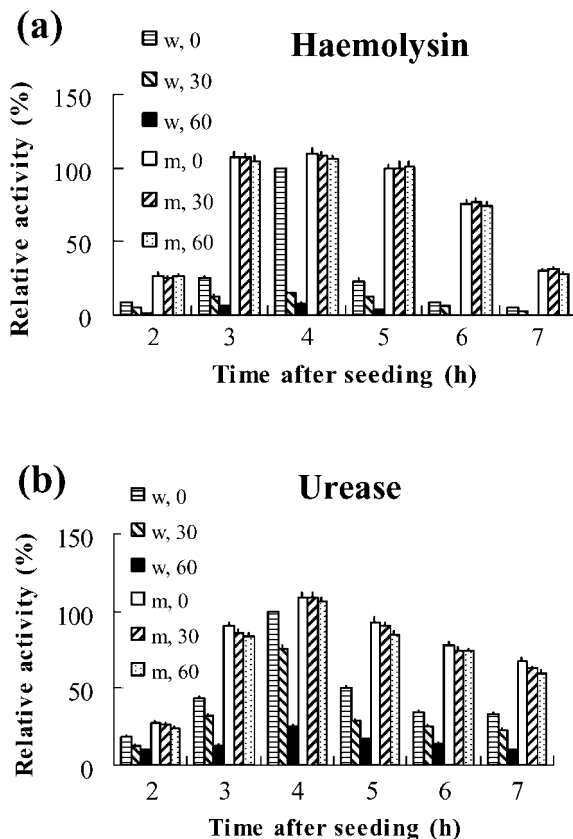 (a)
Haemolysin
w, 0
w, 30
w, 60
m, 0
m, 30
m, 60
Relative activity (%)
150
100
50
0
2 3 4 5 6 7
Time after seeding (h)
(b)
Urease
w, 0
w, 30
w, 60
m, 0
m, 30
m, 60
Relative activity (%)
150
100
50
0
2 3 4 5 6 7
Time after seeding (h)